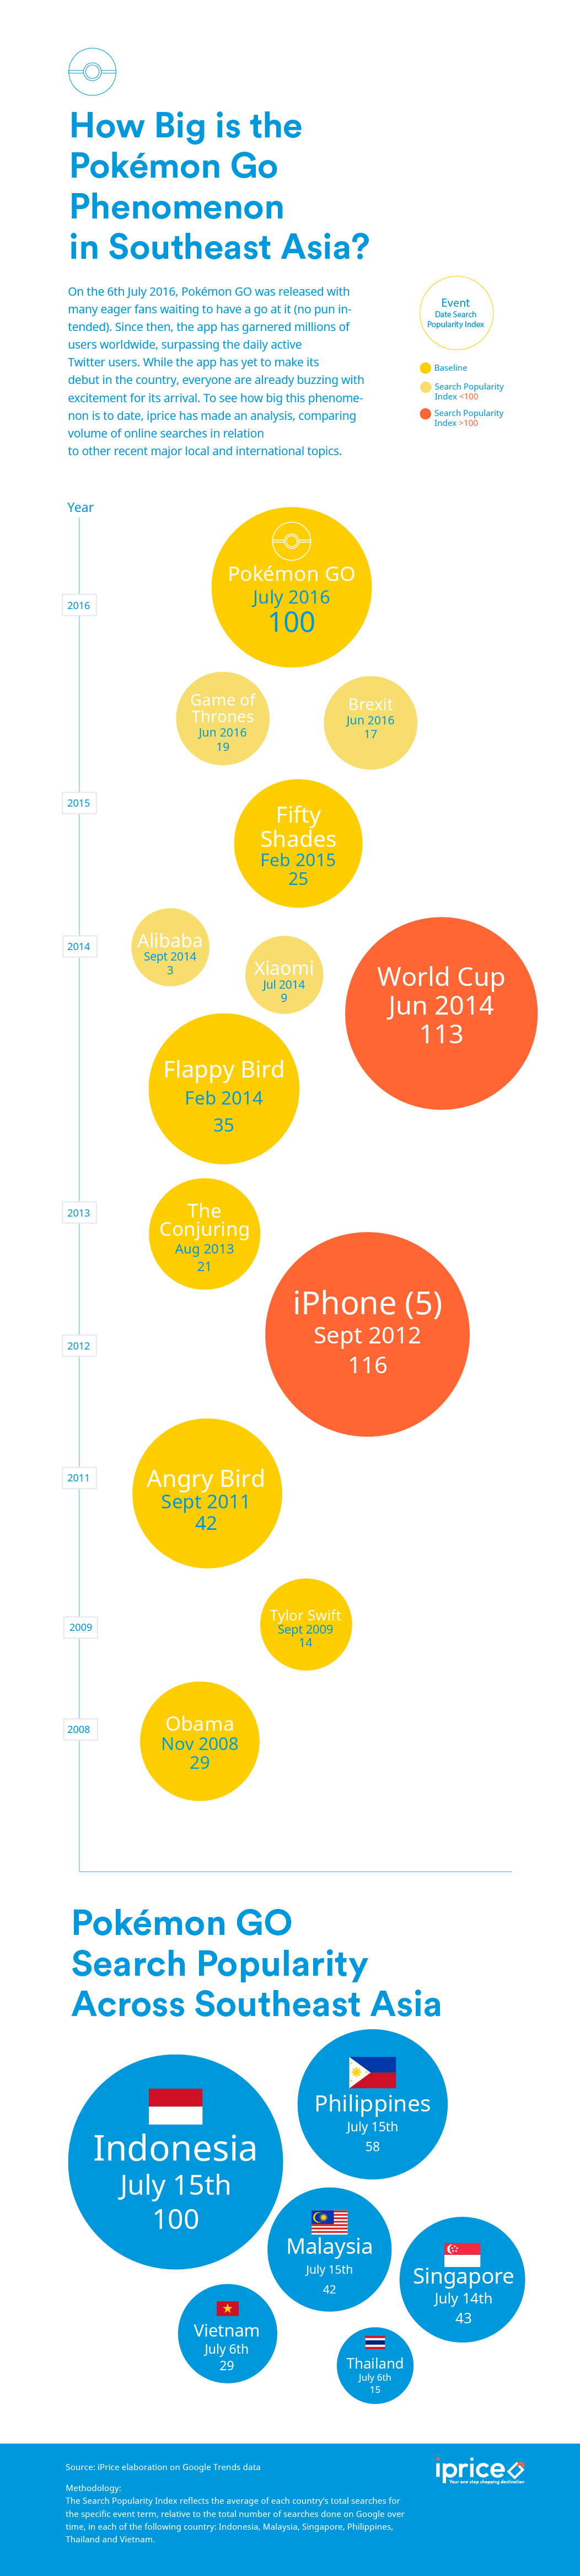 How Big is the
Pokémon Go
Phenomenon
in Southeast Asia?
On the 6th July 2016, Pokémon GO was released with
many eager fans waiting to have a go at it (no pun in-
tended). Since then, the app has garnered millions of
users worldwide, surpassing the daily active
Twitter users. While the app has yet to make its
debut in the country, everyone are already buzzing with
excitement for its arrival. To see how big this phenome-
non is to date, iprice has made an analysis, comparing
volume of online searches in relation
to other recent major local and international topics.
Event
Date Search
Popularity Index
Baseline
Search Popularity
Index <100
Search Popularity
Index >100
Year
2016
Pokémon GO
July 2016
100
Game of
Thrones
Jun 2016
19
Brexit
Jun 2016
17
2015
Fifty
Shades
Feb 2015
25
2014
Alibaba
Sept 2014
3
Xiaomi
Jul 2014
9
World Cup
Jun 2014
113
Flappy Bird
Feb 2014
35
2013
The
Conjuring
Aug 2013
21
iPhone (5)
Sept 2012
116
2012
2011
Angry Bird
Sept 2011
42
2009
Tylor Swift
Sept 2009
14
2008
Obama
Nov 2008
29
Pokémon GO
Search Popularity
Across Southeast Asia
Indonesia
July 15th
100
Philippines
July 15th
58
Malaysia
July 15th
42
Singapore
July 14th
43
Vietnam
July 6th
29
Thailand
July 6th
15
Source: iPrice elaboration on Google Trends data
Methodology:
The Search Popularity Index reflects the average of each country's total searches for
the specific event term, relative to the total number of searches done on Google over
time, in each of the following country: Indonesia, Malaysia, Singapore, Philippines,
Thailand and Vietnam.
iprice
Your one stop shopping destination